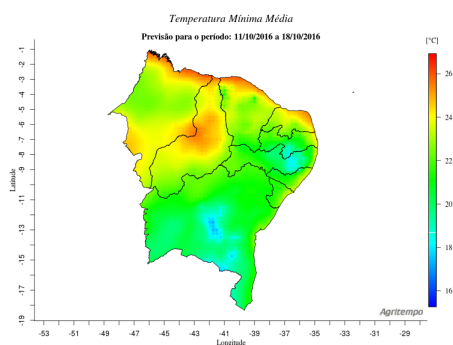 Temperatura Mínima Média
Previsão para o período: 11/10/2016 a 18/10/2016
[°C]
-1
-2
-3
-4
-5
-6
-7
-8
-9
-11
-13
-15
-17
-19
Latitude
26
24
22
20
18
16
Agritempo
-53 -51 -49 -47 -45 -43 -41 -39 -37 -35 -33 -31 -29
Longitude